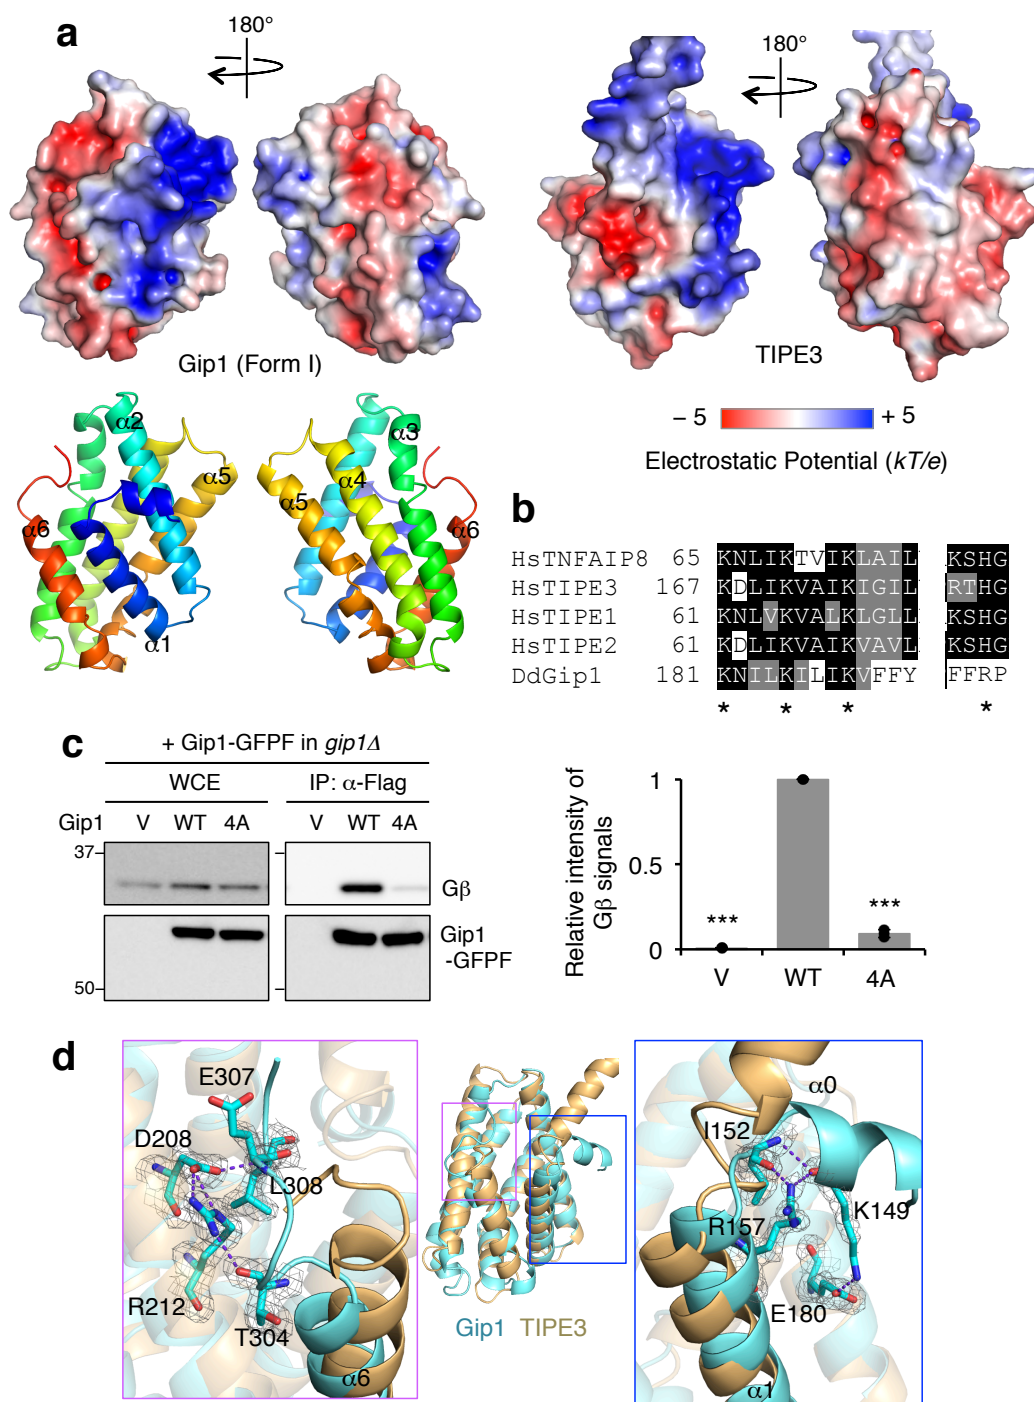 a
180°
180°
Gip1 (Form I)
TIPE3
– 5
+ 5
Electrostatic Potential (kT/e)
α2
α5
α6
α1
α3
α4
α5
α6
b
HsTNFAIP8 65 KNLIKTVIKLAIL KSHG
HsTIPE3 167 KDLIKVAIKIGIL RTHG
HsTIPE1 61 KNLVKVALKLGLL KSHG
HsTIPE2 61 KDLIKVAIKVAVL KSHG
DdGip1 181 KNILKILIKVFFY FFRP
* * * *
c
+ Gip1-GFPF in gip1Δ
WCE
IP: α-Flag
Gip1 V WT 4A V WT 4A
37
Gβ
Gip1
-GFPF
50
Relative intensity of
Gβ signals
1
0.5
0
***
***
V WT 4A
d
E307
D208
L308
R212
T304
α6
Gip1 TIPE3
α0
I152
K149
R157
E180
α1